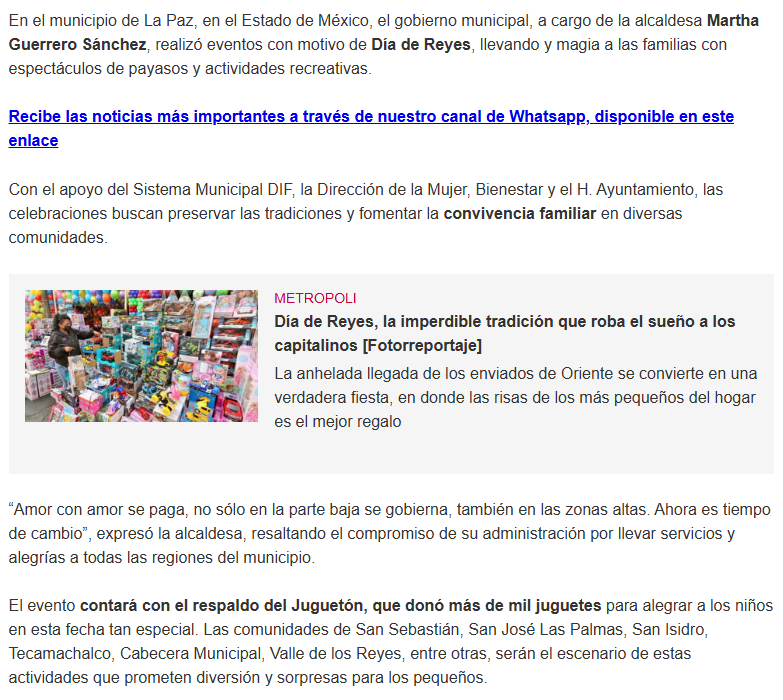 En el municipio de La Paz, en el Estado de México, el gobierno municipal, a cargo de la alcaldesa Martha
Guerrero Sánchez, realizó eventos con motivo de Día de Reyes, llevando y magia a las familias con
espectáculos de payasos y actividades recreativas.
Recibe las noticias más importantes a través de nuestro canal de Whatsapp, disponible en este
enlace
Con el apoyo del Sistema Municipal DIF, la Dirección de la Mujer, Bienestar y el H. Ayuntamiento, las
celebraciones buscan preservar las tradiciones y fomentar la convivencia familiar en diversas
comunidades.
METROPOLI
Día de Reyes, la imperdible tradición que roba el sueño a los
capitalinos [Fotorreportaje]
La anhelada llegada de los enviados de Oriente se convierte en una
verdadera fiesta, en donde las risas de los más pequeños del hogar
es el mejor regalo
“Amor con amor se paga, no sólo en la parte baja se gobierna, también en las zonas altas. Ahora es tiempo
de cambio”, expresó la alcaldesa, resaltando el compromiso de su administración por llevar servicios y
alegrías a todas las regiones del municipio.
El evento contará con el respaldo del Juguetón, que donó más de mil juguetes para alegrar a los niños
en esta fecha tan especial. Las comunidades de San Sebastián, San José Las Palmas, San Isidro,
Tecamachalco, Cabecera Municipal, Valle de los Reyes, entre otras, serán el escenario de estas
actividades que prometen diversión y sorpresas para los pequeños.